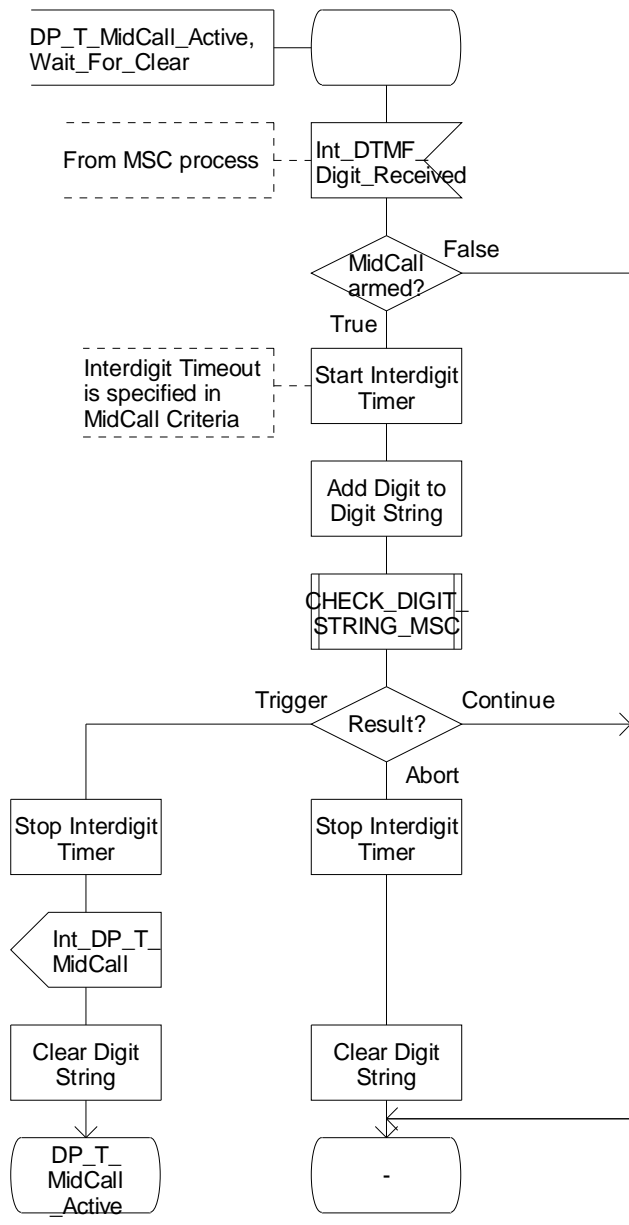 DP_T_MidCall_Active,
Wait_For_Clear
From MSC process
Int_DTMF_
Digit_Received
MidCall
armed?
False
True
Interdigit Timeout
is specified in
MidCall Criteria
Start Interdigit
Timer
Add Digit to
Digit String
CHECK_DIGIT_
STRING_MSC
Trigger
Result?
Continue
Abort
Stop Interdigit
Timer
Stop Interdigit
Timer
Int_DP_T_
MidCall
Clear Digit
String
Clear Digit
String
DP_T_
MidCall
_Active
-